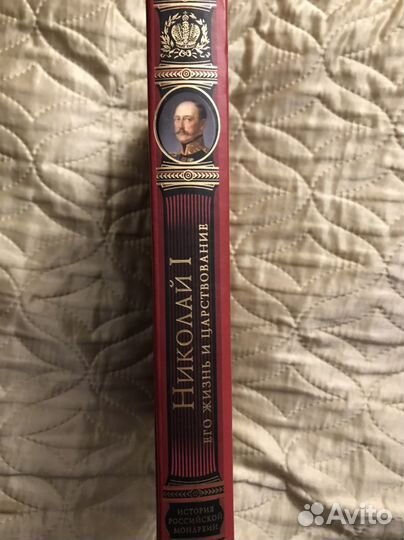 НИКОЛАЙ I
ЕГО ЖИЗНЬ И ЦАРСТВОВАНИЕ
ИСТОРИЯ
РОССИЙСКОЙ
МОНАРХИИ
Avito